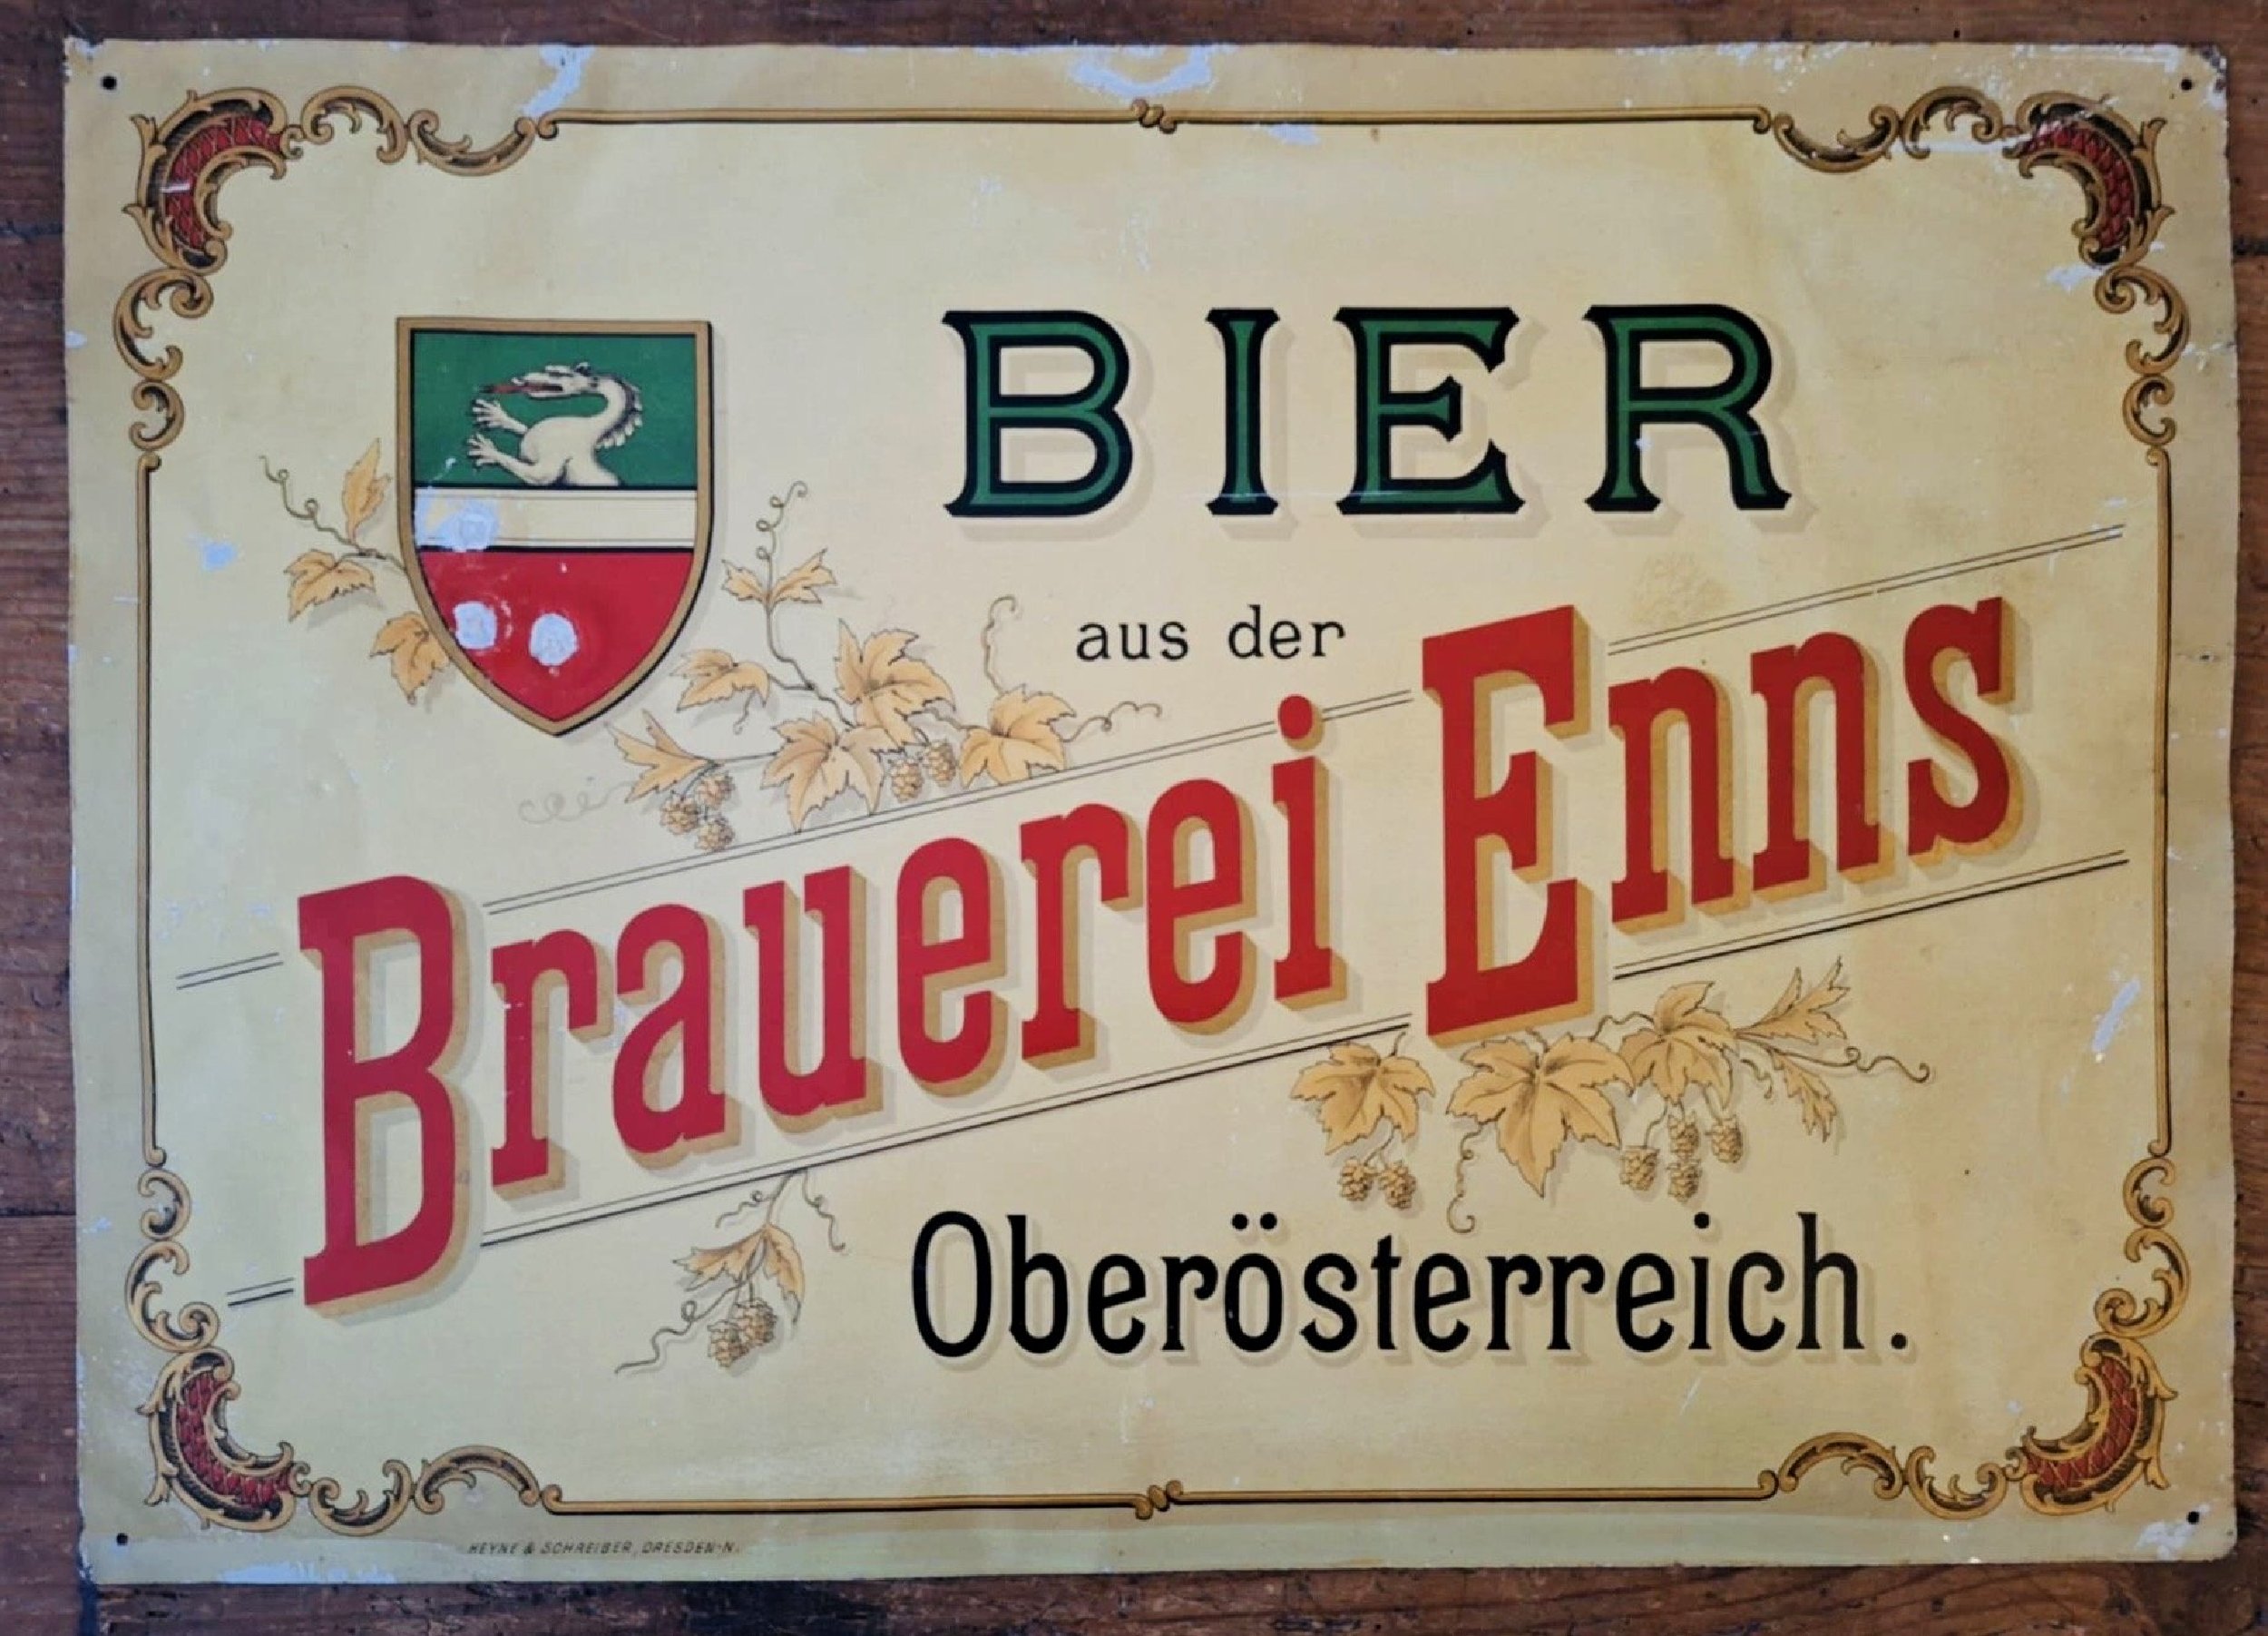 BIER
aus der
Brauerei Enns
Oberösterreich.
HEYNE & SCHREIBER, DRESDEN-N.